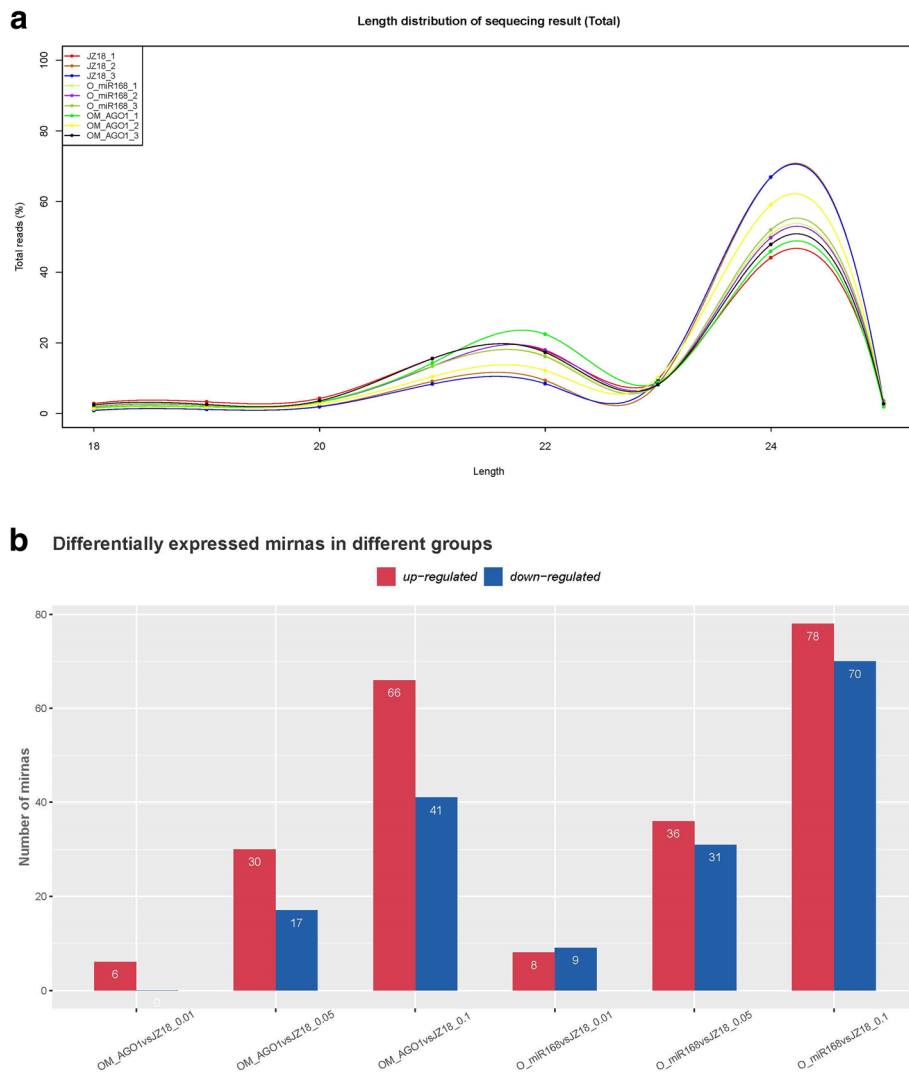 a
Length distribution of sequecing result (Total)
Total reads (%)
100
80
60
40
20
0
JZ18_1
JZ18_2
JZ18_3
O_miR168_1
O_miR168_2
O_miR168_3
OM_AGO1_1
OM_AGO1_2
OM_AGO1_3
18
20
22
24
Length
b
Differentially expressed mirnas in different groups
up-regulated
down-regulated
Number of mirnas
80
60
40
20
0
6
0
30
17
66
41
8
9
36
31
78
70
OM_AGO1vsJZ18_0.01
OM_AGO1vsJZ18_0.05
OM_AGO1vsJZ18_0.1
O_miR168vsJZ18_0.01
O_miR168vsJZ18_0.05
O_miR168vsJZ18_0.1